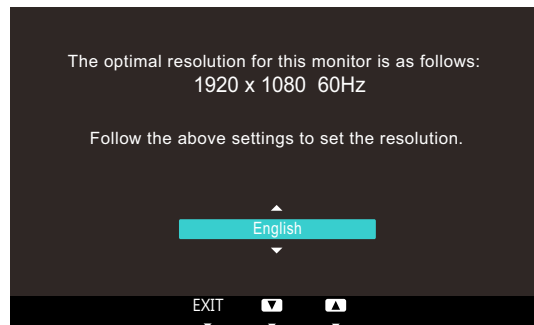 The optimal resolution for this monitor is as follows:
1920 x 1080 60Hz
Follow the above settings to set the resolution.
English
EXIT